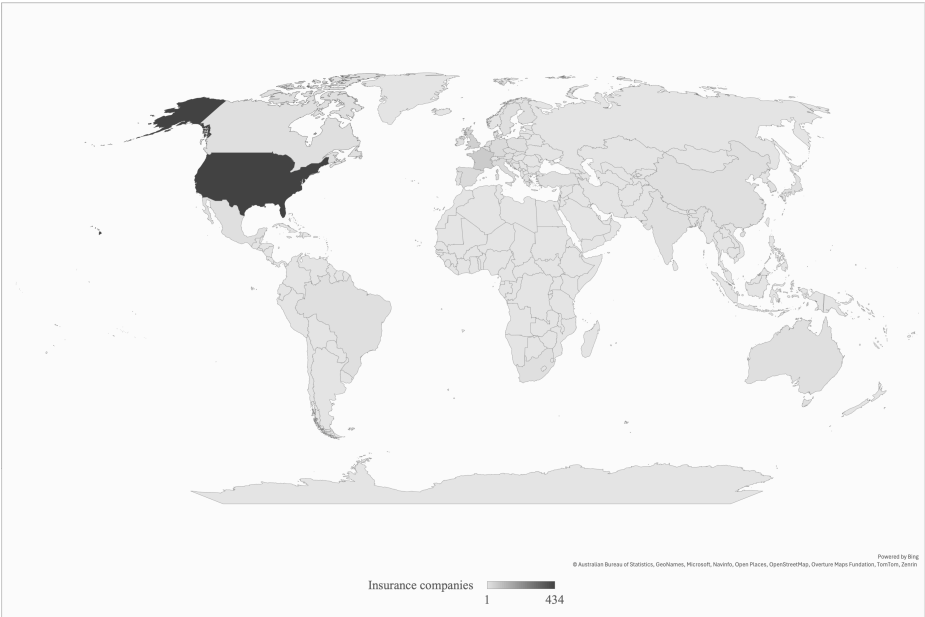 Powered by Bing
© Australian Bureau of Statistics, GeoNames, Microsoft, Navinfo, Open Places, OpenStreetMap, Overture Maps Fundation, TomTom, Zenrin
Insurance companies
1 434